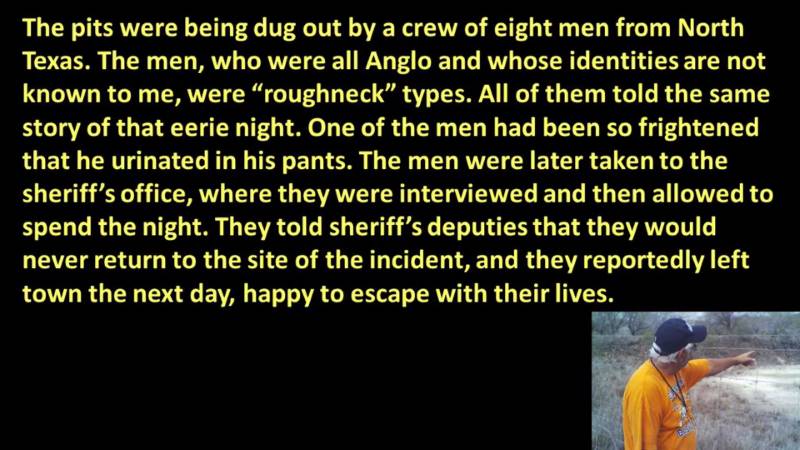 The pits were being dug out by a crew of eight men from North
Texas. The men, who were all Anglo and whose identities are not
known to me, were “roughneck” types. All of them told the same
story of that eerie night. One of the men had been so frightened
that he urinated in his pants. The men were later taken to the
sheriff’s office, where they were interviewed and then allowed to
spend the night. They told sheriff’s deputies that they would
never return to the site of the incident, and they reportedly left
town the next day, happy to escape with their lives.